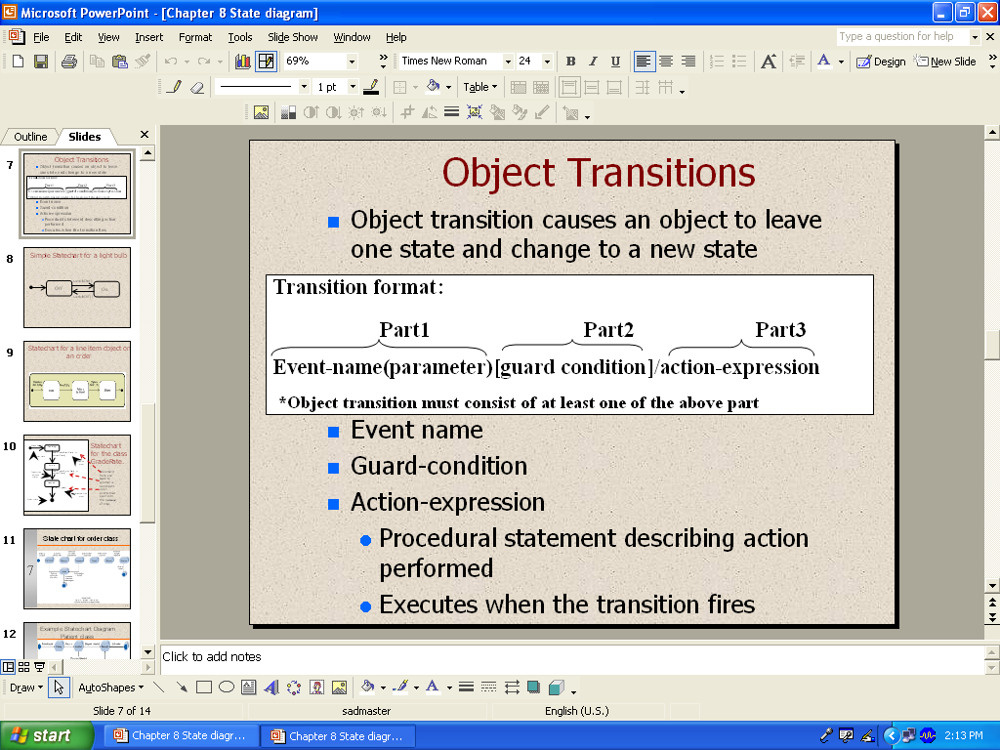 Microsoft PowerPoint - [Chapter 8 State diagram]
File Edit View Insert Format Tools Slide Show Window Help
Type a question for help
69% Times New Roman 24 B I U A A Design New Slide
1 pt Table
Outline Slides
7
Object Transitions
8
Simple Statechart for a light bulb
9
Statechart for a line item object on
an order
10
Statechart
for the class
GradeRate.
11
State chart for order class
7
12
Example Statechart Diagram
Patient class
Object Transitions
Object transition causes an object to leave
one state and change to a new state
Transition format:
Part1 Part2 Part3
Event-name(parameter)[guard condition]/action-expression
*Object transition must consist of at least one of the above part
Event name
Guard-condition
Action-expression
Procedural statement describing action
performed
Executes when the transition fires
Click to add notes
Draw AutoShapes A
Slide 7 of 14 sadmaster English (U.S.)
start Chapter 8 State diagr... Chapter 8 State diagr... 2:13 PM